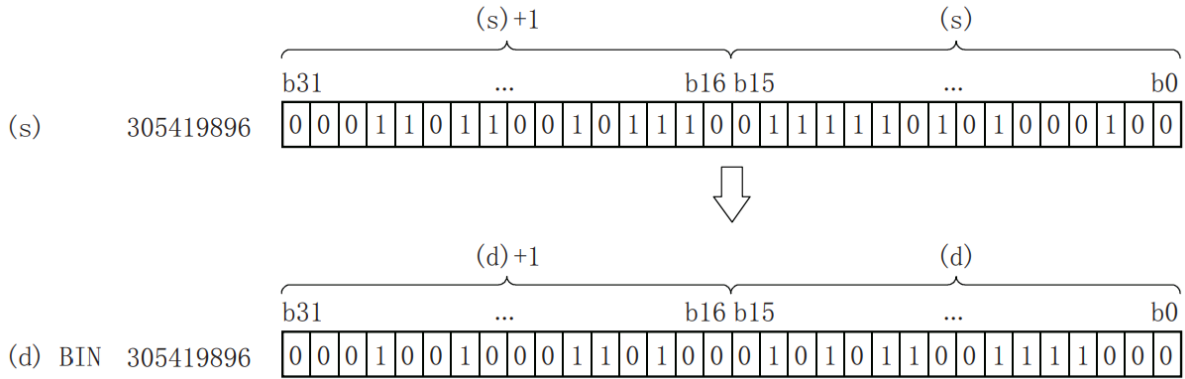 (s)+1 (s)
b31 ... b16 b15 ... b0
(s) 305419896 0 0 0 1 1 0 1 1 0 0 1 0 1 1 1 0 0 1 1 1 1 1 0 1 0 1 0 0 0 1 0 0
(d)+1 (d)
b31 ... b16 b15 ... b0
(d) BIN 305419896 0 0 0 1 0 0 1 0 0 0 1 1 0 1 0 0 0 1 0 1 0 1 1 0 0 1 1 1 1 0 0 0